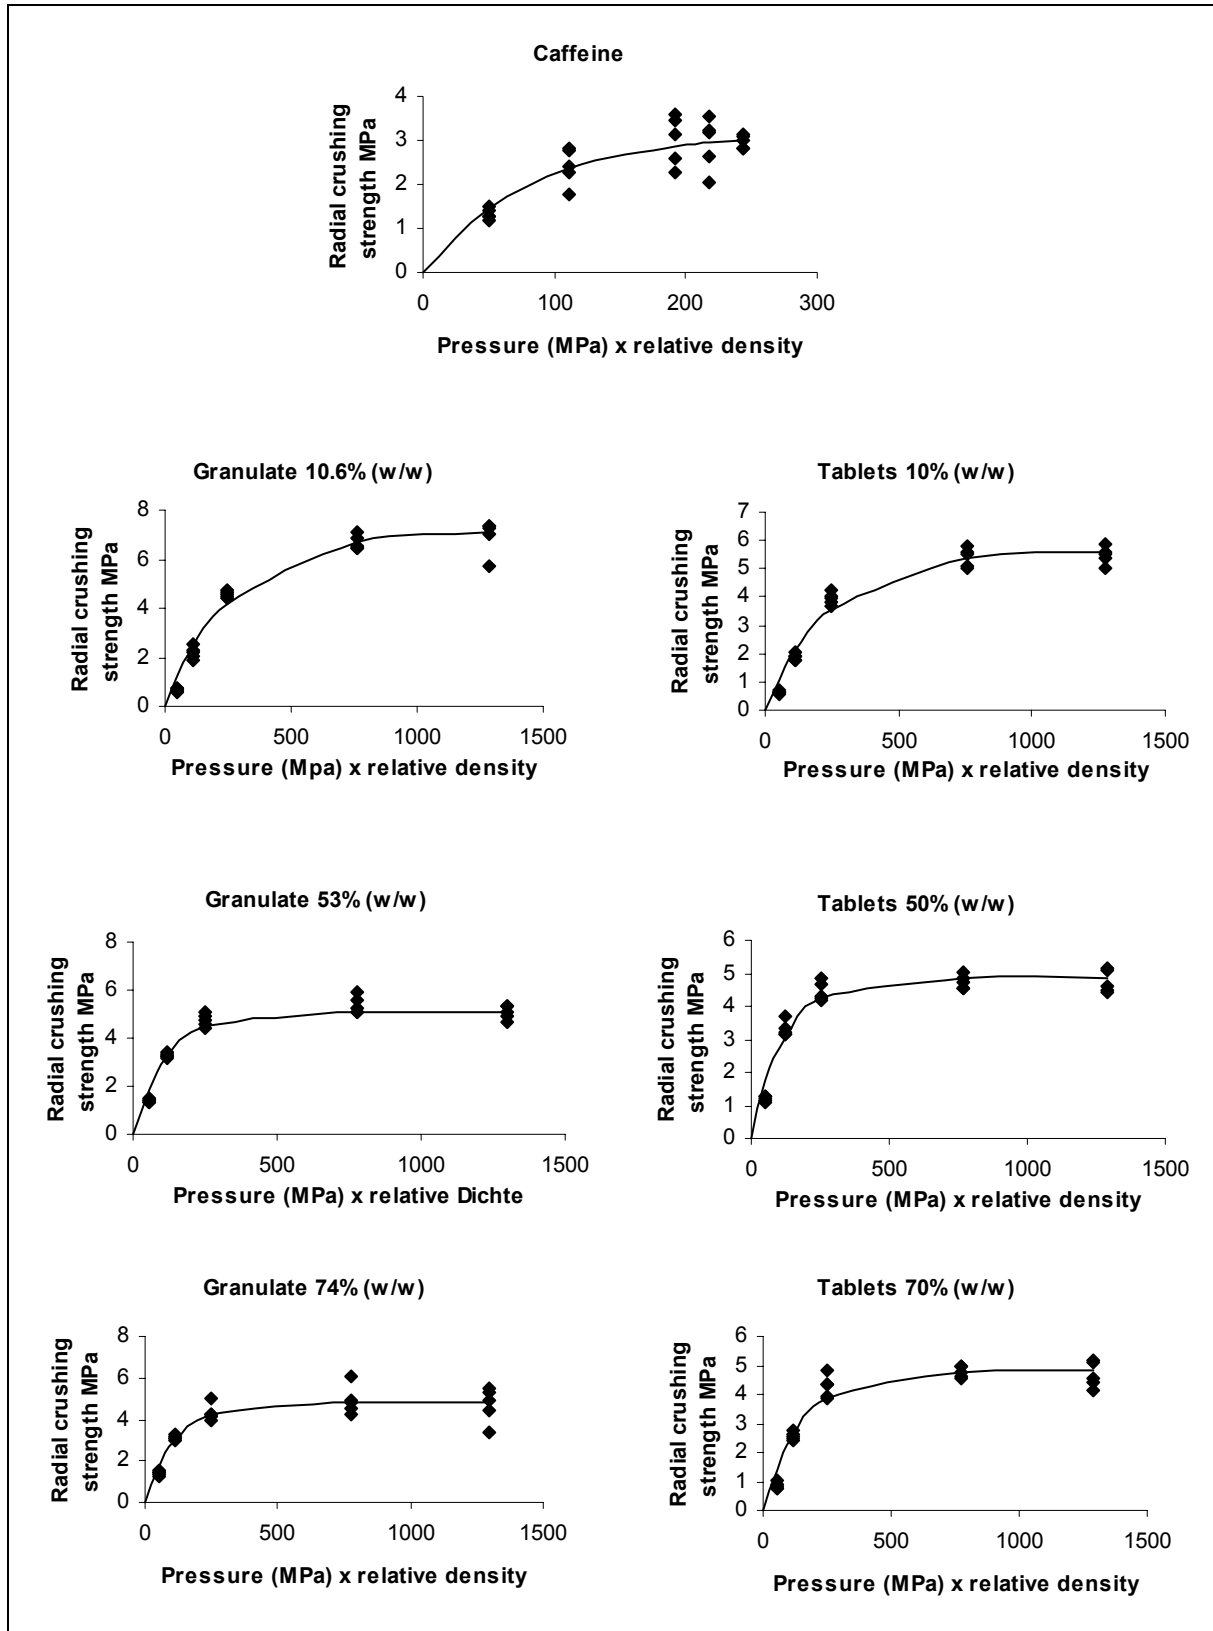 Caffeine
Radial crushing
strength MPa
4
3
2
1
0
0 100 200 300
Pressure (MPa) x relative density
Granulate 10.6% (w/w)
Radial crushing
strength MPa
8
6
4
2
0
0 500 1000 1500
Pressure (Mpa) x relative density
Tablets 10% (w/w)
Radial crushing
strength MPa
7
6
5
4
3
2
1
0
0 500 1000 1500
Pressure (MPa) x relative density
Granulate 53% (w/w)
Radial crushing
strength MPa
8
6
4
2
0
0 500 1000 1500
Pressure (MPa) x relative Dichte
Tablets 50% (w/w)
Radial crushing
strength MPa
6
5
4
3
2
1
0
0 500 1000 1500
Pressure (MPa) x relative density
Granulate 74% (w/w)
Radial crushing
strength MPa
8
6
4
2
0
0 500 1000 1500
Pressure (MPa) x relative density
Tablets 70% (w/w)
Radial crushing
strength MPa
6
5
4
3
2
1
0
0 500 1000 1500
Pressure (MPa) x relative density